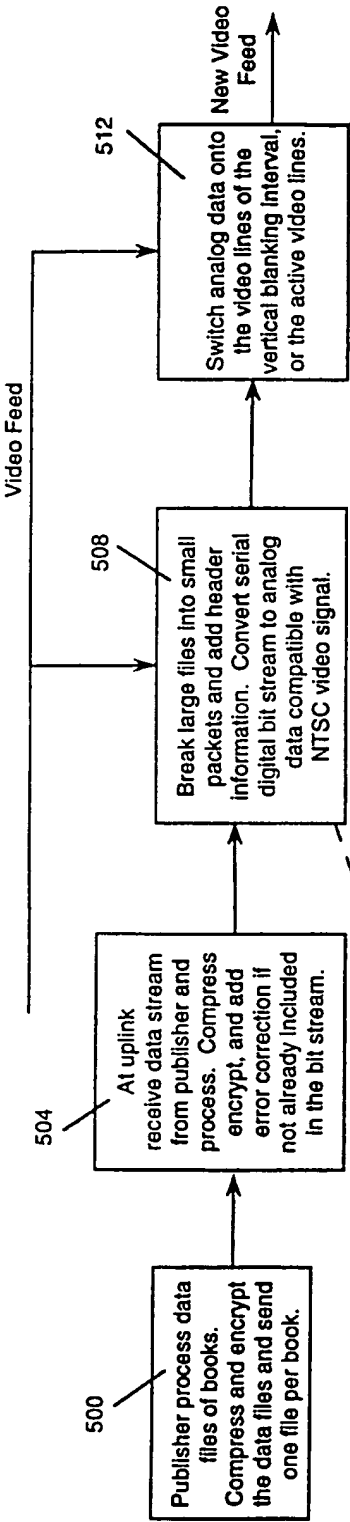 Video Feed
500
Publisher process data
files of books.
Compress and encrypt
the data files and send
one file per book.
504
At uplink
receive data stream
from publisher and
process. Compress
encrypt, and add
error correction if
not already Included
In the bit stream.
508
Break large files into small
packets and add header
information. Convert serial
digital bit stream to analog
data compatible with
NTSC video signal.
512
Switch analog data onto
the video lines of the
vertical blanking interval,
or the active video lines.
New Video
Feed